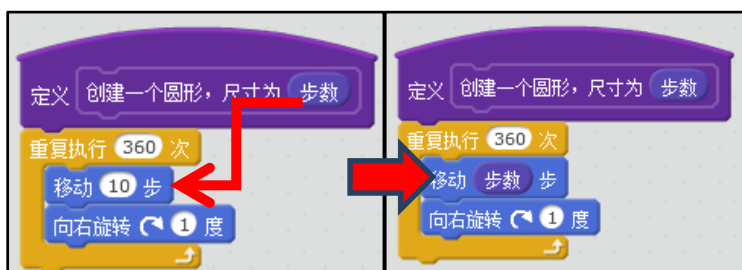 定义 创建一个圆形，尺寸为 步数
重复执行 360 次
移动 10 步
向右旋转 1 度
定义 创建一个圆形，尺寸为 步数
重复执行 360 次
移动 步数 步
向右旋转 1 度